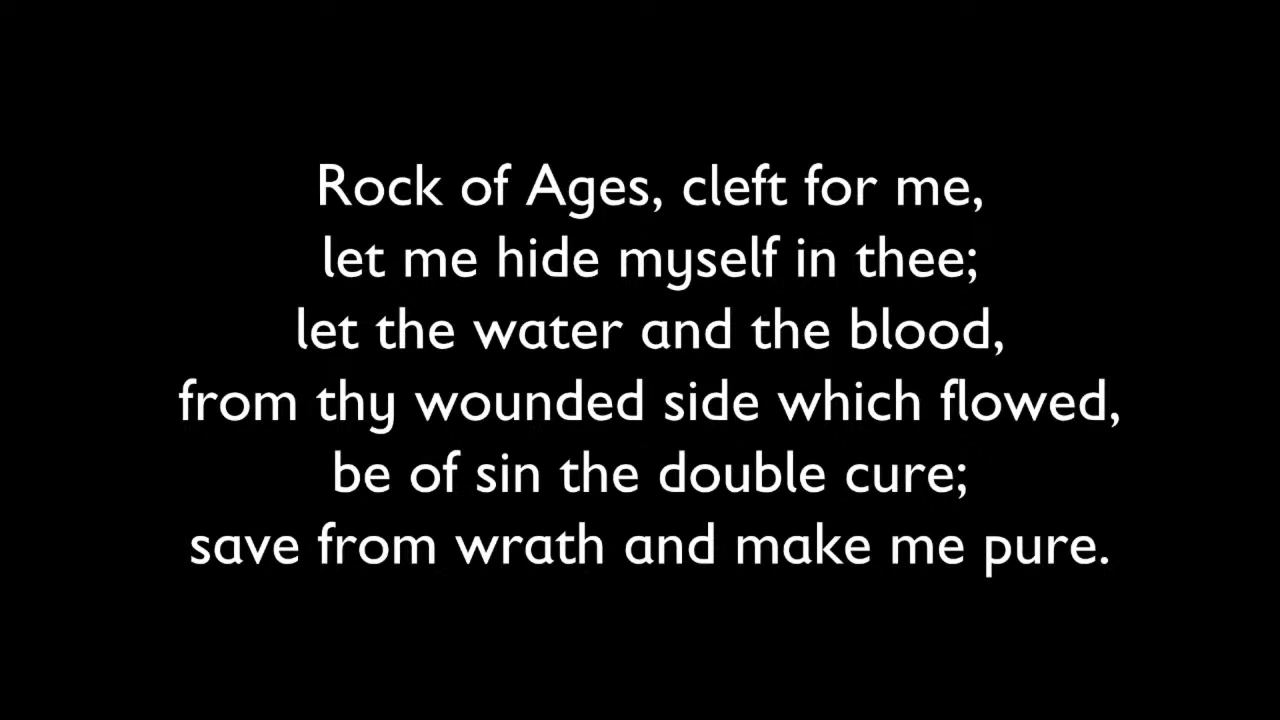 Rock of Ages, cleft for me,
let me hide myself in thee;
let the water and the blood,
from thy wounded side which flowed,
be of sin the double cure;
save from wrath and make me pure.